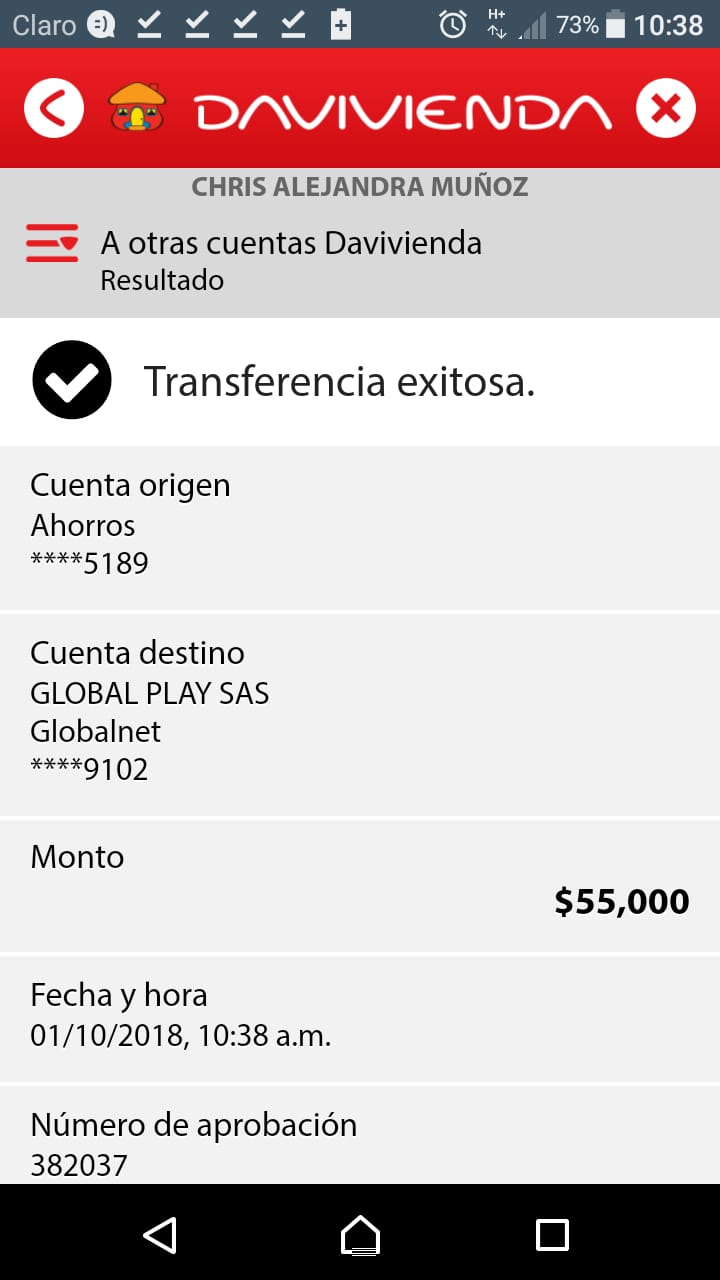 Claro H+ 73% 10:38
DAVIVIENDA
CHRIS ALEJANDRA MUÑOZ
A otras cuentas Davivienda
Resultado
Transferencia exitosa.
Cuenta origen
Ahorros
****5189
Cuenta destino
GLOBAL PLAY SAS
Globalnet
****9102
Monto
$55,000
Fecha y hora
01/10/2018, 10:38 a.m.
Número de aprobación
382037